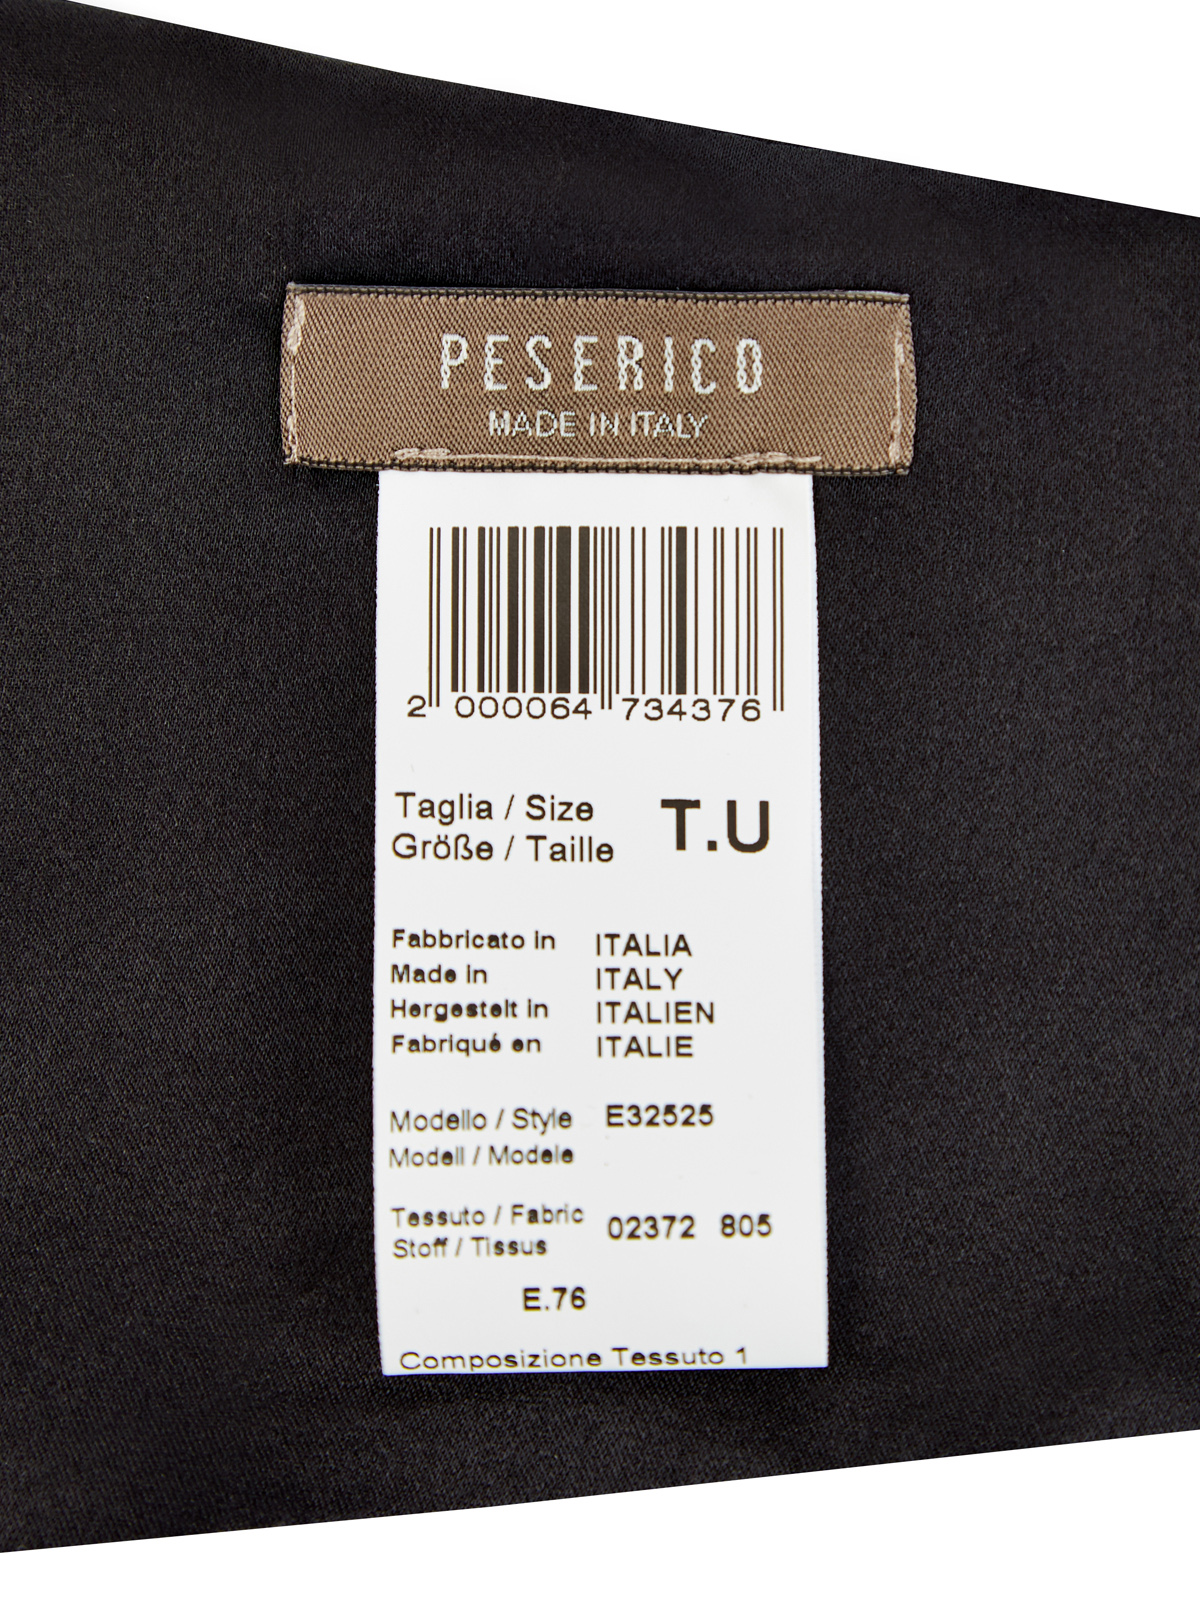 PESERICO
MADE IN ITALY
2 000064 734376
Taglia / Size
Größe / Taille
T.U
Fabbricato in ITALIA
Made in ITALY
Hergestelt in ITALIEN
Fabriqué en ITALIE
Modello / Style E32525
Modell / Modele
Tessuto / Fabric
Stoff / Tissus
02372 805
E.76
Composizione Tessuto 1